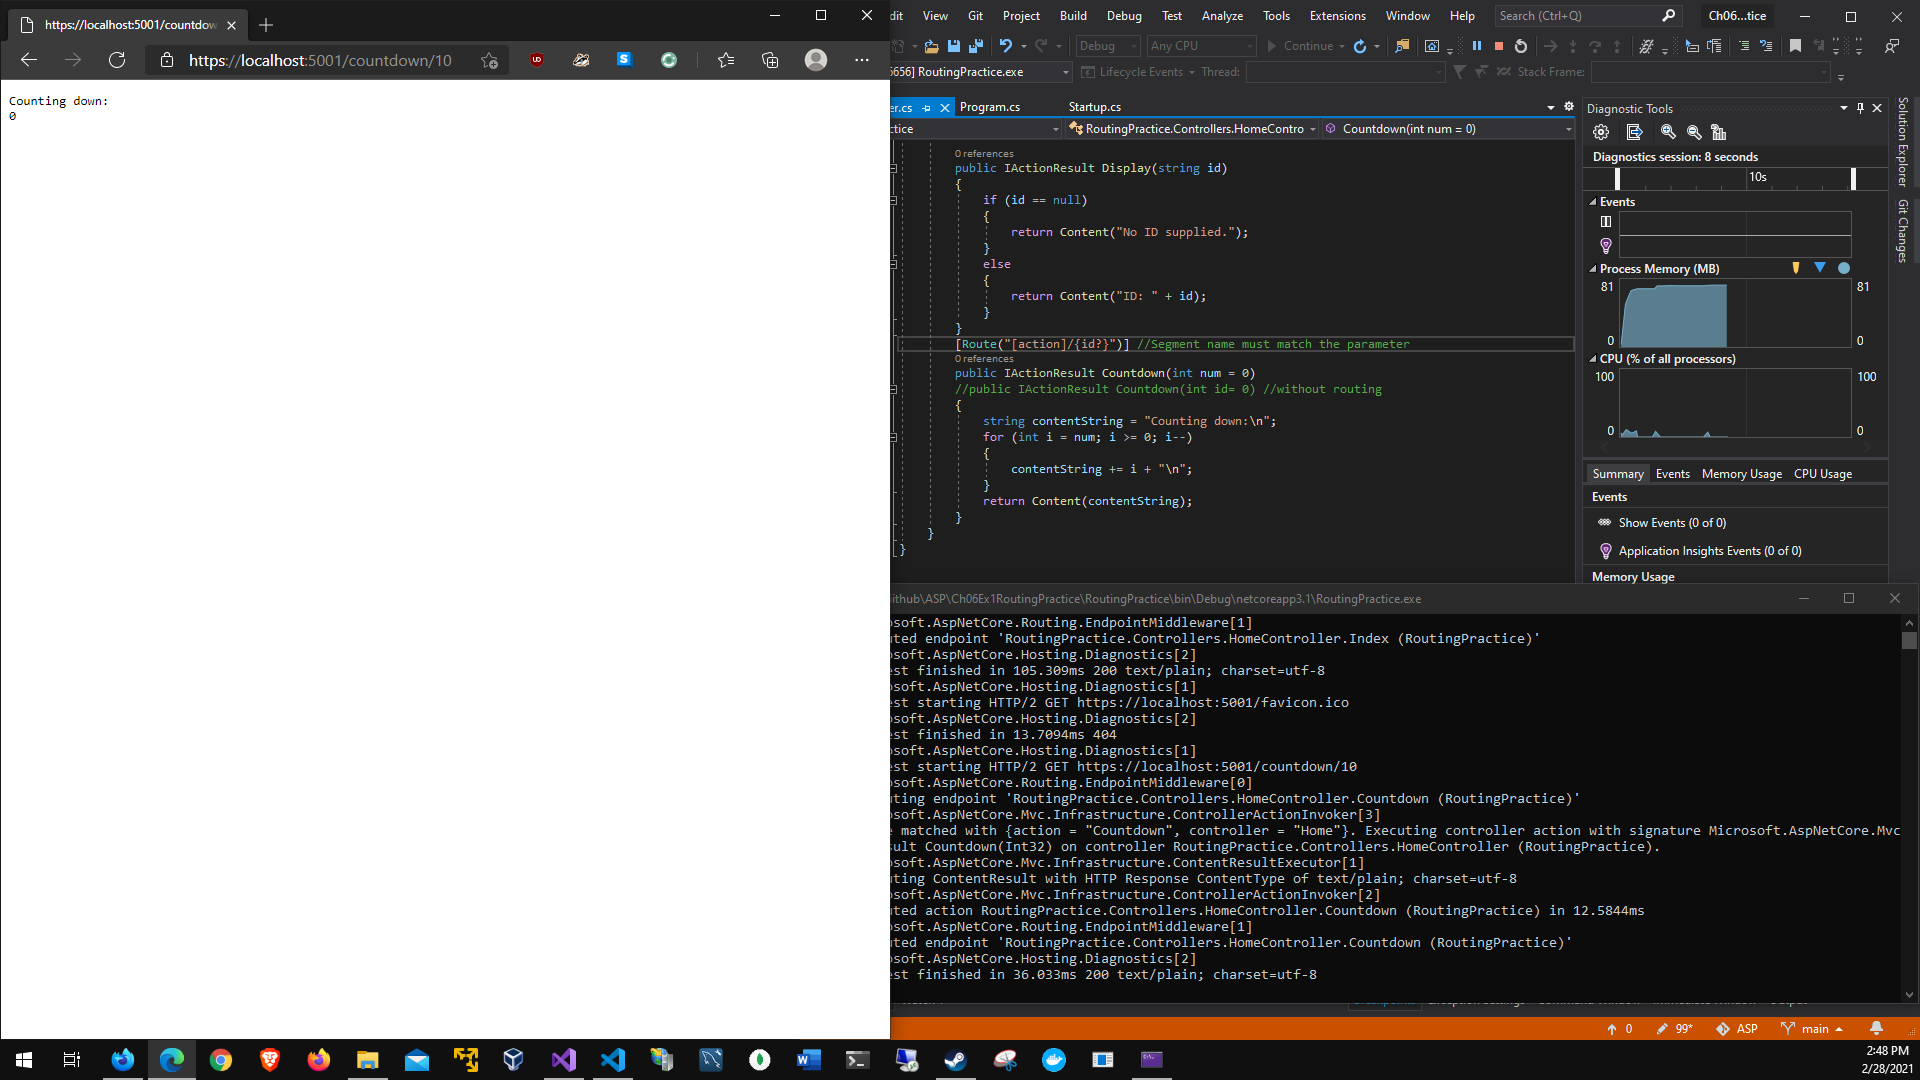 https://localhost:5001/countdow
https://localhost:5001/countdown/10
Counting down:
0
dit View Git Project Build Debug Test Analyze Tools Extensions Window Help Search (Ctrl+Q) Ch06...tice
Debug Any CPU Continue
6656] RoutingPractice.exe Lifecycle Events Thread: Stack Frame:
er.cs Program.cs Startup.cs
ctice RoutingPractice.Controllers.HomeContro Countdown(int num = 0)
0 references
public IActionResult Display(string id)
{
if (id == null)
{
return Content("No ID supplied.");
}
else
{
return Content("ID: " + id);
}
}
[Route("[action]/{id?}")] //Segment name must match the parameter
0 references
public IActionResult Countdown(int num = 0)
//public IActionResult Countdown(int id= 0) //without routing
{
string contentString = "Counting down:\n";
for (int i = num; i >= 0; i--)
{
contentString += i + "\n";
}
return Content(contentString);
}
}
}
Diagnostic Tools
Diagnostics session: 8 seconds
10s
Events
Process Memory (MB)
81 81
0 0
CPU (% of all processors)
100 100
0 0
Summary Events Memory Usage CPU Usage
Events
Show Events (0 of 0)
Application Insights Events (0 of 0)
Memory Usage
Solution Explorer
Git Changes
ithub\ASP\Ch06Ex1RoutingPractice\RoutingPractice\bin\Debug\netcoreapp3.1\RoutingPractice.exe
osoft.AspNetCore.Routing.EndpointMiddleware[1]
uted endpoint 'RoutingPractice.Controllers.HomeController.Index (RoutingPractice)'
osoft.AspNetCore.Hosting.Diagnostics[2]
est finished in 105.309ms 200 text/plain; charset=utf-8
osoft.AspNetCore.Hosting.Diagnostics[1]
est starting HTTP/2 GET https://localhost:5001/favicon.ico
osoft.AspNetCore.Hosting.Diagnostics[2]
est finished in 13.7094ms 404
osoft.AspNetCore.Hosting.Diagnostics[1]
est starting HTTP/2 GET https://localhost:5001/countdown/10
osoft.AspNetCore.Routing.EndpointMiddleware[0]
uting endpoint 'RoutingPractice.Controllers.HomeController.Countdown (RoutingPractice)'
osoft.AspNetCore.Mvc.Infrastructure.ControllerActionInvoker[3]
e matched with {action = "Countdown", controller = "Home"}. Executing controller action with signature Microsoft.AspNetCore.Mvc
sult Countdown(Int32) on controller RoutingPractice.Controllers.HomeController (RoutingPractice).
osoft.AspNetCore.Mvc.Infrastructure.ContentResultExecutor[1]
uting ContentResult with HTTP Response ContentType of text/plain; charset=utf-8
osoft.AspNetCore.Mvc.Infrastructure.ControllerActionInvoker[2]
uted action RoutingPractice.Controllers.HomeController.Countdown (RoutingPractice) in 12.5844ms
osoft.AspNetCore.Routing.EndpointMiddleware[1]
uted endpoint 'RoutingPractice.Controllers.HomeController.Countdown (RoutingPractice)'
osoft.AspNetCore.Hosting.Diagnostics[2]
est finished in 36.033ms 200 text/plain; charset=utf-8
0 99* ASP main
2:48 PM
2/28/2021